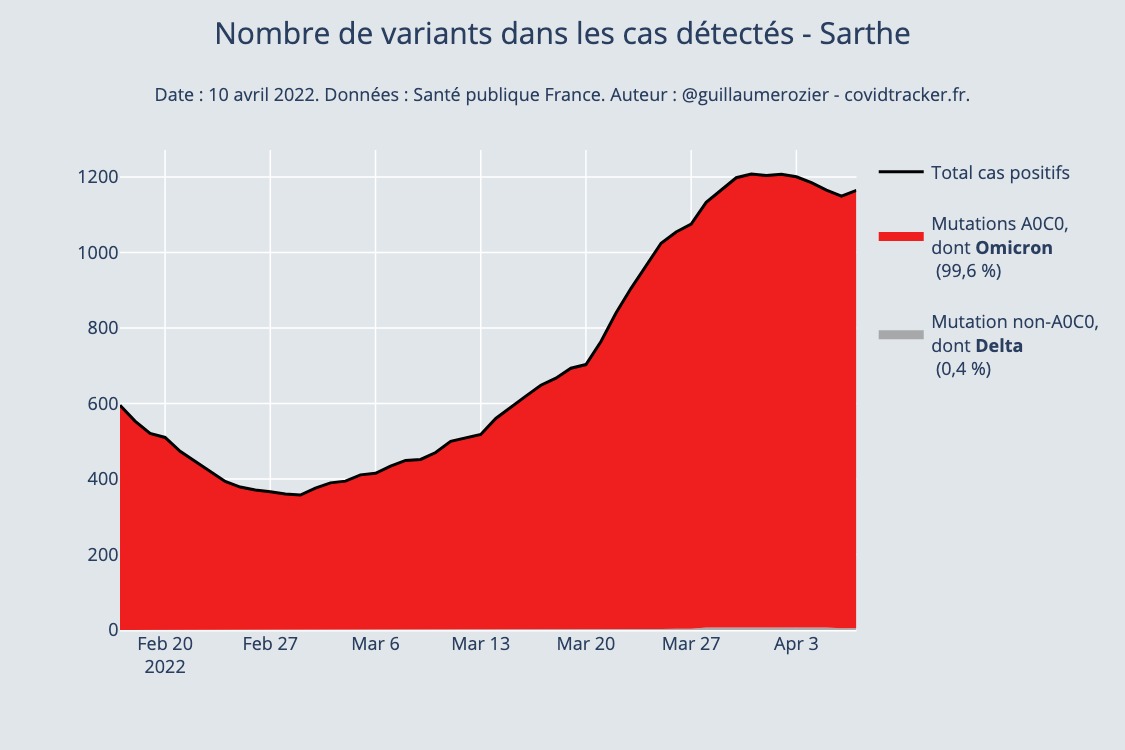 Nombre de variants dans les cas détectés - Sarthe
Date : 10 avril 2022. Données : Santé publique France. Auteur : @guillaumerozier - covidtracker.fr.
1200
1000
800
600
400
200
0
Feb 20
2022
Feb 27
Mar 6
Mar 13
Mar 20
Mar 27
Apr 3
Total cas positifs
Mutations A0C0,
dont Omicron
(99,6 %)
Mutation non-A0C0,
dont Delta
(0,4 %)